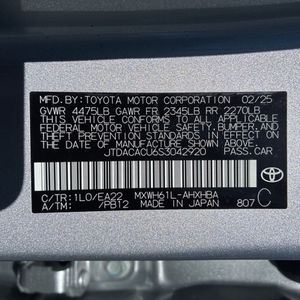 MFD.BY:TOYOTA MOTOR CORPORATION 02/25
GVWR 4475LB GAWR FR 2345LB RR 2270LB
THIS VEHICLE CONFORMS TO ALL APPLICABLE
FEDERAL MOTOR VEHICLE SAFETY, BUMPER, AND
THEFT PREVENTION STANDARDS IN EFFECT ON
THE DATE OF MANUFACTURE SHOWN ABOVE.
JTDACACU6S3042920 PASS.CAR
C/TR:1L0/EA22 MXWH61L-AHXHBA C
A/TM: /PB12 MADE IN JAPAN 807
TOYOTA